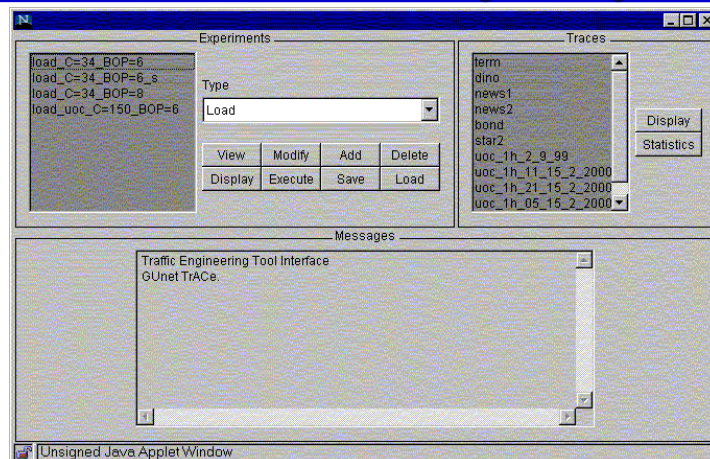 N
Experiments
load_C=34_BOP=6
load_C=34_BOP=6_s
load_C=34_BOP=8
load_uoc_C=150_BOP=6
Type
Load
View Modify Add Delete
Display Execute Save Load
Traces
term
dino
news1
news2
bond
star2
uoc_1h_2_9_99
uoc_1h_11_15_2_2000
uoc_1h_21_15_2_2000
uoc_1h_05_15_2_2000
Display
Statistics
Messages
Traffic Engineering Tool Interface
GUnet TrACe.
Unsigned Java Applet Window